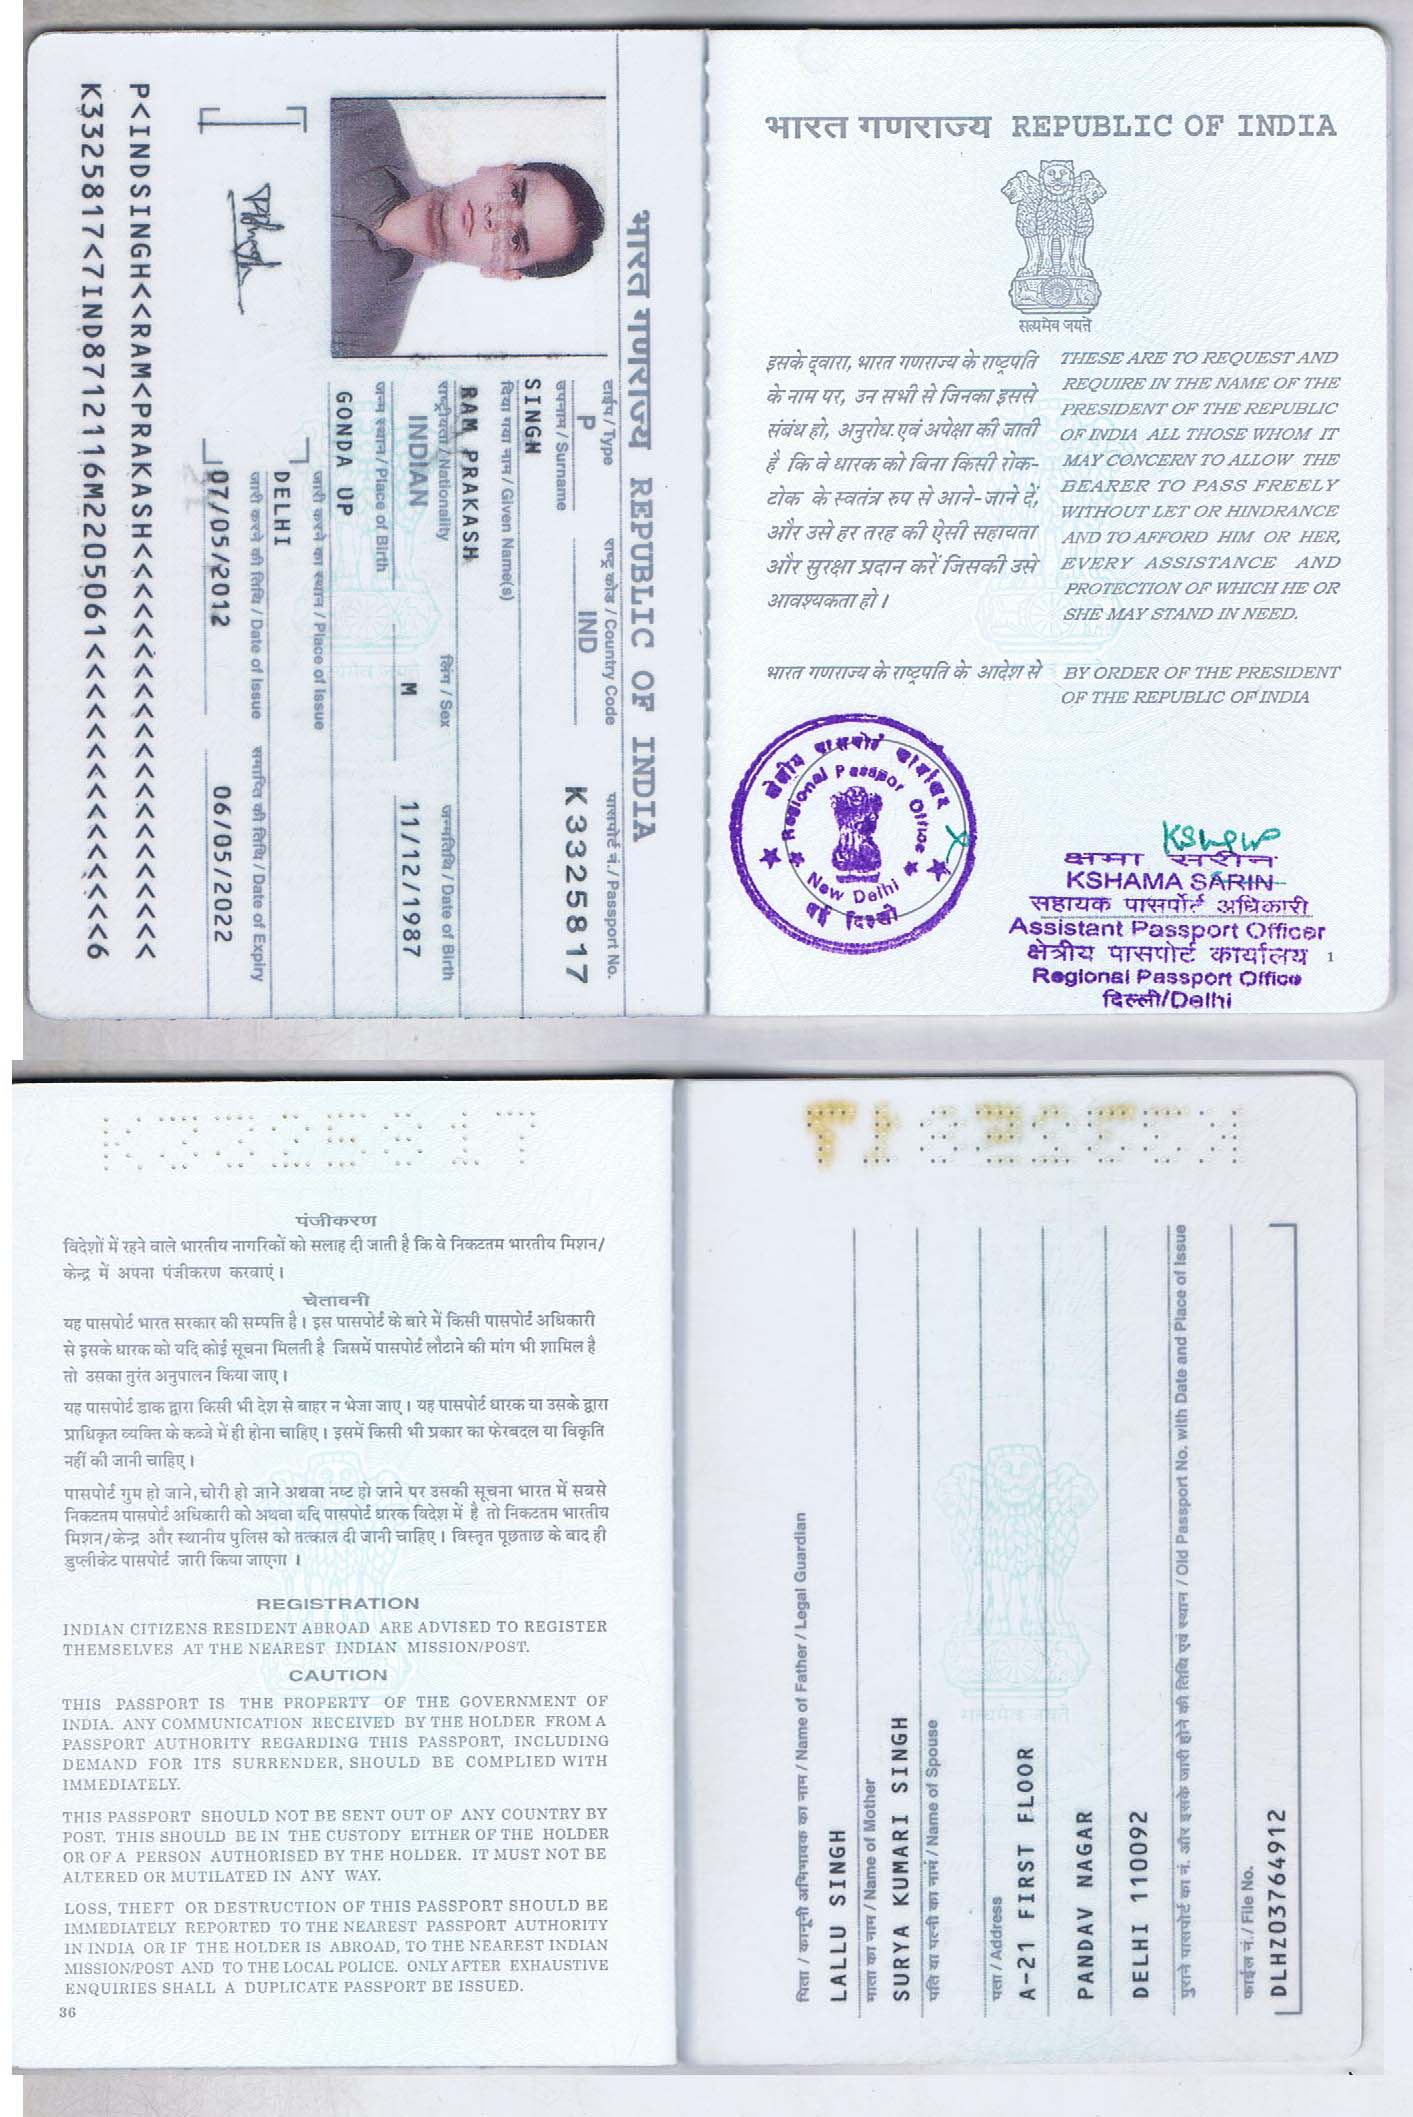 भारत गणराज्य REPUBLIC OF INDIA
सत्यमेव जयते
इसके द्वारा, भारत गणराज्य के राष्ट्रपति
के नाम पर, उन सभी से जिनका इससे
संबंध हो, अनुरोध एवं अपेक्षा की जाती
है कि वे धारक को बिना किसी रोक-
टोक के स्वतंत्र रुप से आने-जाने दें,
और उसे हर तरह की ऐसी सहायता
और सुरक्षा प्रदान करें जिसकी उसे
आवश्यकता हो ।
THESE ARE TO REQUEST AND
REQUIRE IN THE NAME OF THE
PRESIDENT OF THE REPUBLIC
OF INDIA ALL THOSE WHOM IT
MAY CONCERN TO ALLOW THE
BEARER TO PASS FREELY
WITHOUT LET OR HINDRANCE
AND TO AFFORD HIM OR HER,
EVERY ASSISTANCE AND
PROTECTION OF WHICH HE OR
SHE MAY STAND IN NEED.
भारत गणराज्य के राष्ट्रपति के आदेश से
BY ORDER OF THE PRESIDENT
OF THE REPUBLIC OF INDIA
क्षेत्रीय पासपोर्ट कार्यालय
Regional Passport Office
New Delhi
नई दिल्ली
क्षमा सरीन
KSHAMA SARIN
सहायक पासपोर्ट अधिकारी
Assistant Passport Officer
क्षेत्रीय पासपोर्ट कार्यालय
Regional Passport Office
दिल्ली/Delhi
1
भारत गणराज्य REPUBLIC OF INDIA
टाईप / Type राष्ट्र कोड / Country Code पासपोर्ट नं. / Passport No.
P IND K3325817
उपनाम / Surname
SINGH
दिया गया नाम / Given Name(s)
RAM PRAKASH
राष्ट्रीयता / Nationality लिंग / Sex जन्मतिथि / Date of Birth
INDIAN M 11/12/1987
जन्म स्थान / Place of Birth
GONDA UP
जारी करने का स्थान / Place of Issue
DELHI
जारी करने की तिथि / Date of Issue समाप्ति की तिथि / Date of Expiry
07/05/2012 06/05/2022
P<INDSINGH<<RAM<PRAKASH<<<<<<<<<<<<<<<<<<<<<
K3325817<7IND8712116M2205061<<<<<<<<<<<<<<<6
K3325817
पंजीकरण
विदेशों में रहने वाले भारतीय नागरिकों को सलाह दी जाती है कि वे निकटतम भारतीय मिशन/
केन्द्र में अपना पंजीकरण करवाएं ।
चेतावनी
यह पासपोर्ट भारत सरकार की सम्पत्ति है । इस पासपोर्ट के बारे में किसी पासपोर्ट अधिकारी
से इसके धारक को यदि कोई सूचना मिलती है जिसमें पासपोर्ट लौटाने की मांग भी शामिल है
तो उसका तुरंत अनुपालन किया जाए ।
यह पासपोर्ट डाक द्वारा किसी भी देश से बाहर न भेजा जाए । यह पासपोर्ट धारक या उसके द्वारा
प्राधिकृत व्यक्ति के कब्जे में ही होना चाहिए । इसमें किसी भी प्रकार का फेरबदल या विकृति
नहीं की जानी चाहिए ।
पासपोर्ट गुम हो जाने, चोरी हो जाने अथवा नष्ट हो जाने पर उसकी सूचना भारत में सबसे
निकटतम पासपोर्ट अधिकारी को अथवा यदि पासपोर्ट धारक विदेश में है तो निकटतम भारतीय
मिशन/केन्द्र और स्थानीय पुलिस को तत्काल दी जानी चाहिए । विस्तृत पूछताछ के बाद ही
डुप्लीकेट पासपोर्ट जारी किया जाएगा ।
REGISTRATION
INDIAN CITIZENS RESIDENT ABROAD ARE ADVISED TO REGISTER
THEMSELVES AT THE NEAREST INDIAN MISSION/POST.
CAUTION
THIS PASSPORT IS THE PROPERTY OF THE GOVERNMENT OF
INDIA. ANY COMMUNICATION RECEIVED BY THE HOLDER FROM A
PASSPORT AUTHORITY REGARDING THIS PASSPORT, INCLUDING
DEMAND FOR ITS SURRENDER, SHOULD BE COMPLIED WITH
IMMEDIATELY.
THIS PASSPORT SHOULD NOT BE SENT OUT OF ANY COUNTRY BY
POST. THIS SHOULD BE IN THE CUSTODY EITHER OF THE HOLDER
OR OF A PERSON AUTHORISED BY THE HOLDER. IT MUST NOT BE
ALTERED OR MUTILATED IN ANY WAY.
LOSS, THEFT OR DESTRUCTION OF THIS PASSPORT SHOULD BE
IMMEDIATELY REPORTED TO THE NEAREST PASSPORT AUTHORITY
IN INDIA OR IF THE HOLDER IS ABROAD, TO THE NEAREST INDIAN
MISSION/POST AND TO THE LOCAL POLICE. ONLY AFTER EXHAUSTIVE
ENQUIRIES SHALL A DUPLICATE PASSPORT BE ISSUED.
36
K3325817
पिता / कानूनी अभिभावक का नाम / Name of Father / Legal Guardian
LALLU SINGH
माता का नाम / Name of Mother
SURYA KUMARI SINGH
पति या पत्नी का नाम / Name of Spouse
पता / Address
A-21 FIRST FLOOR
PANDAV NAGAR
DELHI 110092
पुराने पासपोर्ट का नं. और इसके जारी होने की तिथि एवं स्थान / Old Passport No. with Date and Place of Issue
फाईल नं. / File No.
DLHZ03764912